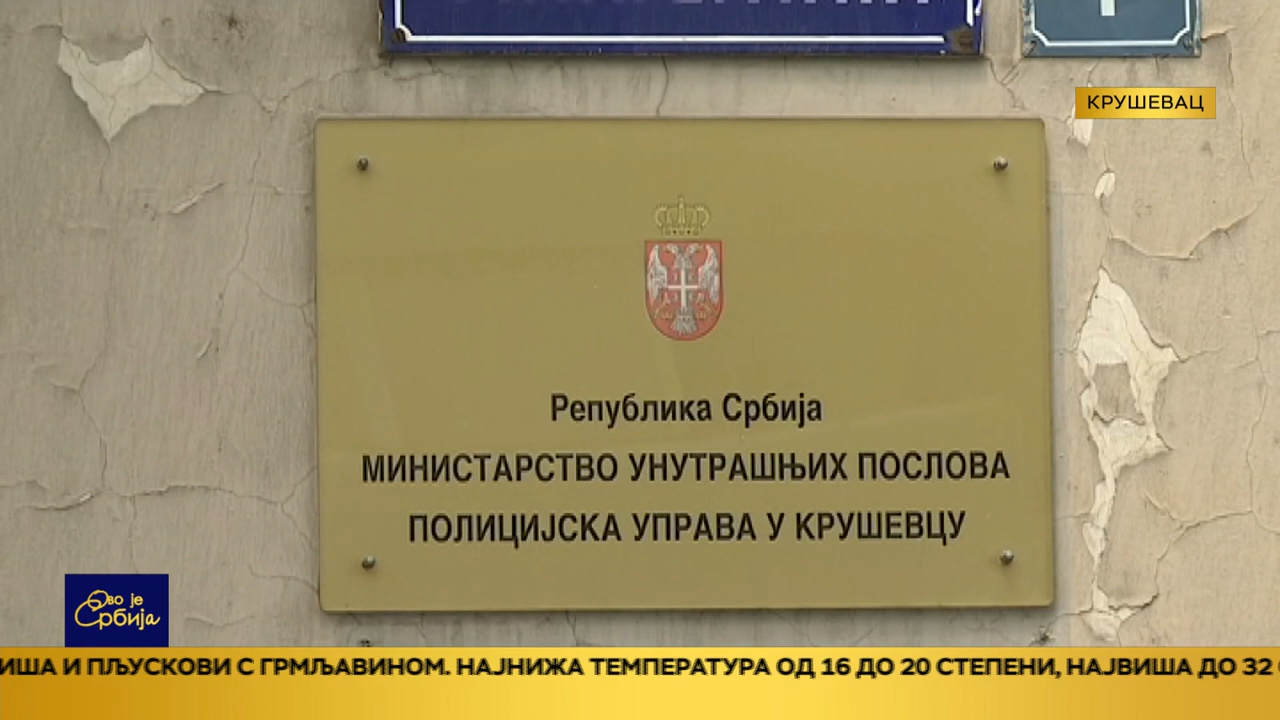 КРУШЕВАЦ
Република Србија
МИНИСТАРСТВО УНУТРАШЊИХ ПОСЛОВА
ПОЛИЦИЈСКА УПРАВА У КРУШЕВЦУ
Ово је
Србија
ИША И ПЉУСКОВИ С ГРМЉАВИНОМ. НАЈНИЖА ТЕМПЕРАТУРА ОД 16 ДО 20 СТЕПЕНИ, НАЈВИША ДО 32